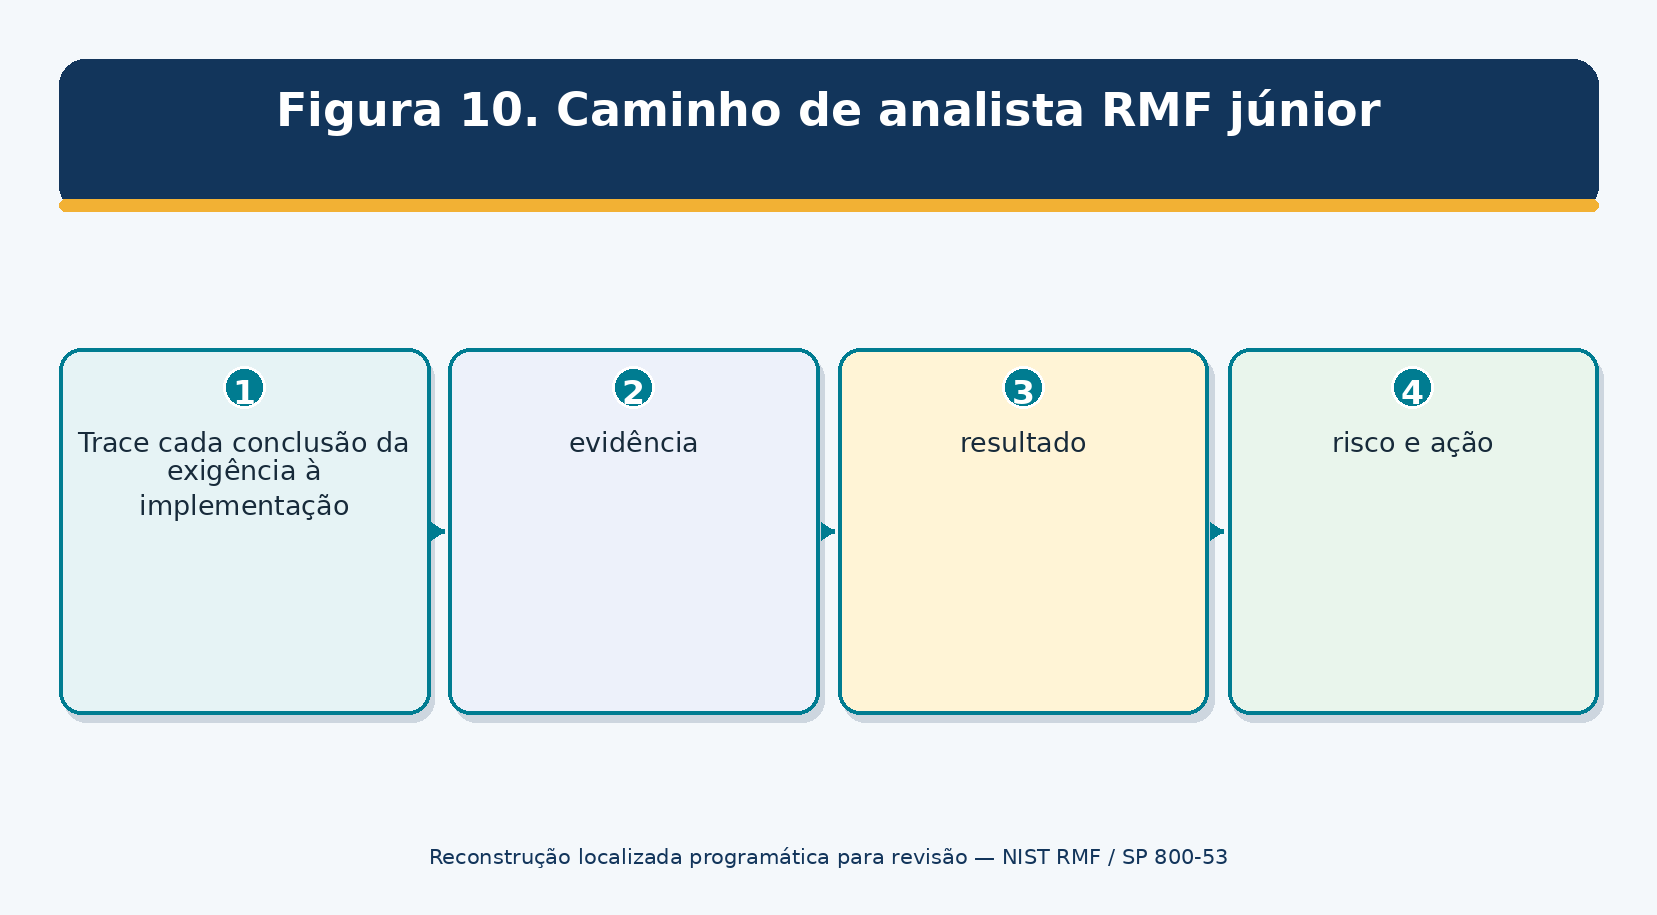 Figura 10. Caminho de analista RMF júnior
1
Trace cada conclusão da
exigência à
implementação
2
evidência
3
resultado
4
risco e ação
Reconstrução localizada programática para revisão — NIST RMF / SP 800-53